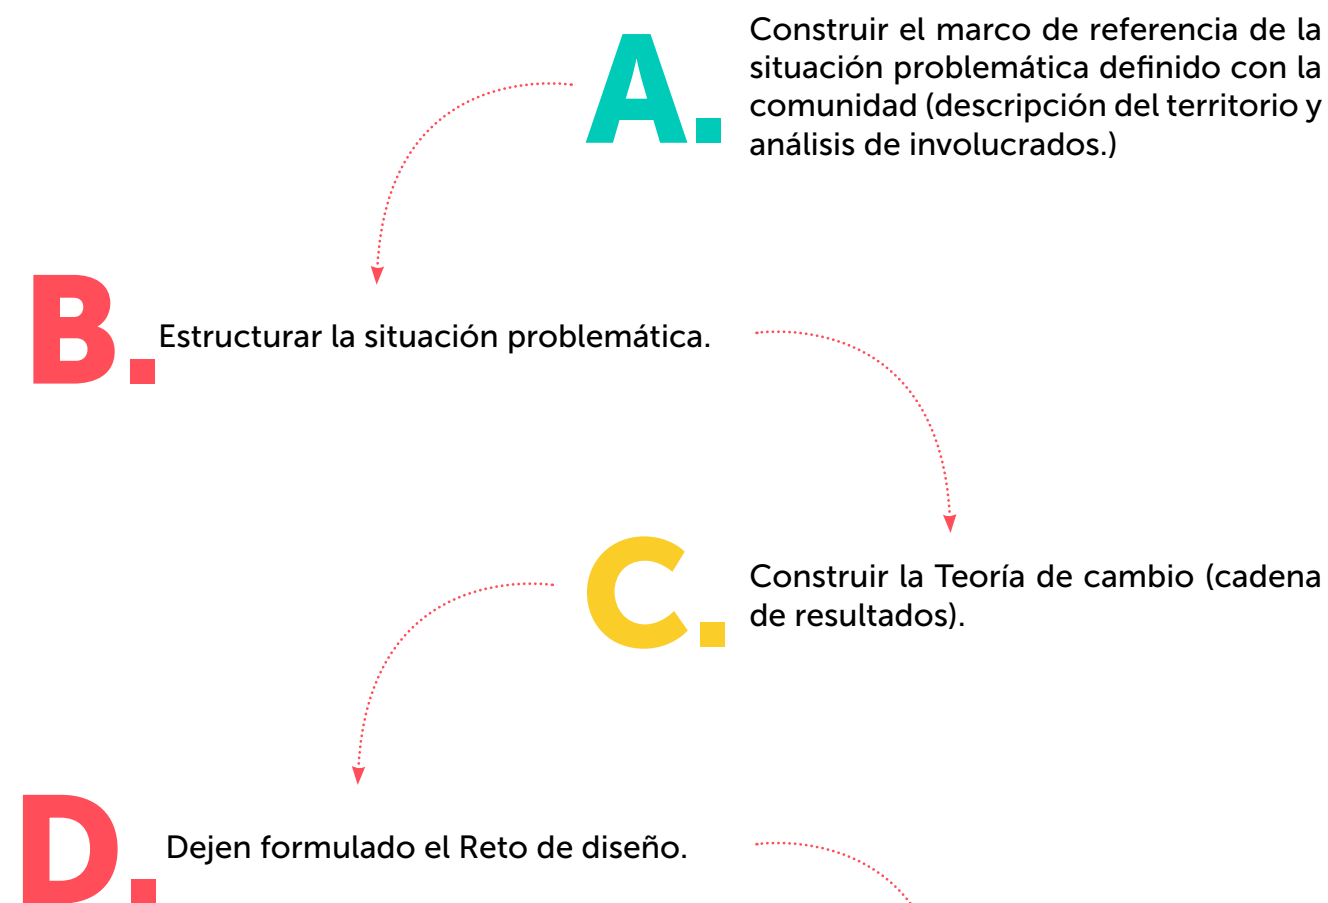 A.
Construir el marco de referencia de la
situación problemática definido con la
comunidad (descripción del territorio y
análisis de involucrados.)
B.
Estructurar la situación problemática.
C.
Construir la Teoría de cambio (cadena
de resultados).
D.
Dejen formulado el Reto de diseño.